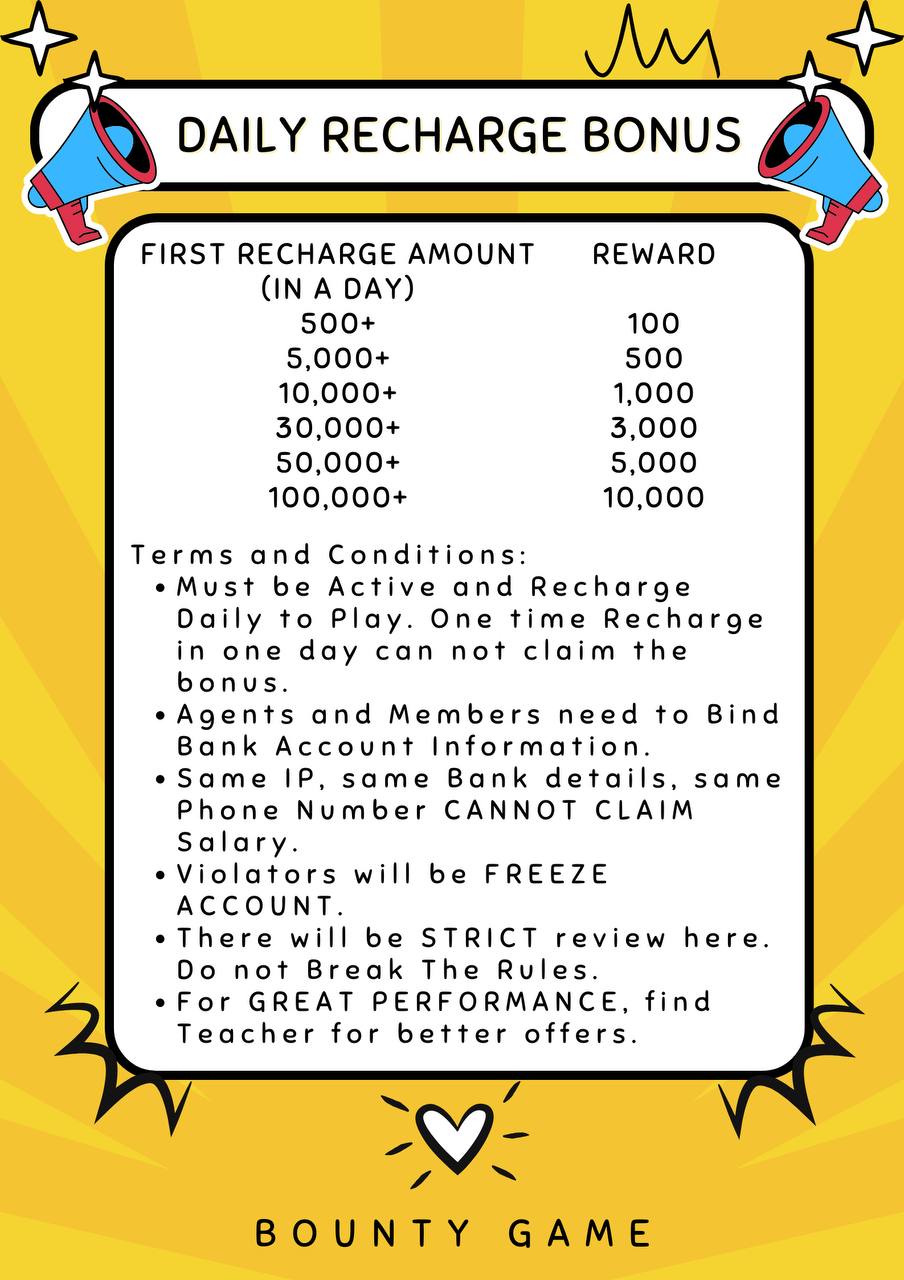 DAILY RECHARGE BONUS
FIRST RECHARGE AMOUNT REWARD
(IN A DAY)
500+ 100
5,000+ 500
10,000+ 1,000
30,000+ 3,000
50,000+ 5,000
100,000+ 10,000
Terms and Conditions:
• Must be Active and Recharge
Daily to Play. One time Recharge
in one day can not claim the
bonus.
• Agents and Members need to Bind
Bank Account Information.
• Same IP, same Bank details, same
Phone Number CANNOT CLAIM
Salary.
• Violators will be FREEZE
ACCOUNT.
• There will be STRICT review here.
Do not Break The Rules.
• For GREAT PERFORMANCE, find
Teacher for better offers.
BOUNTY GAME